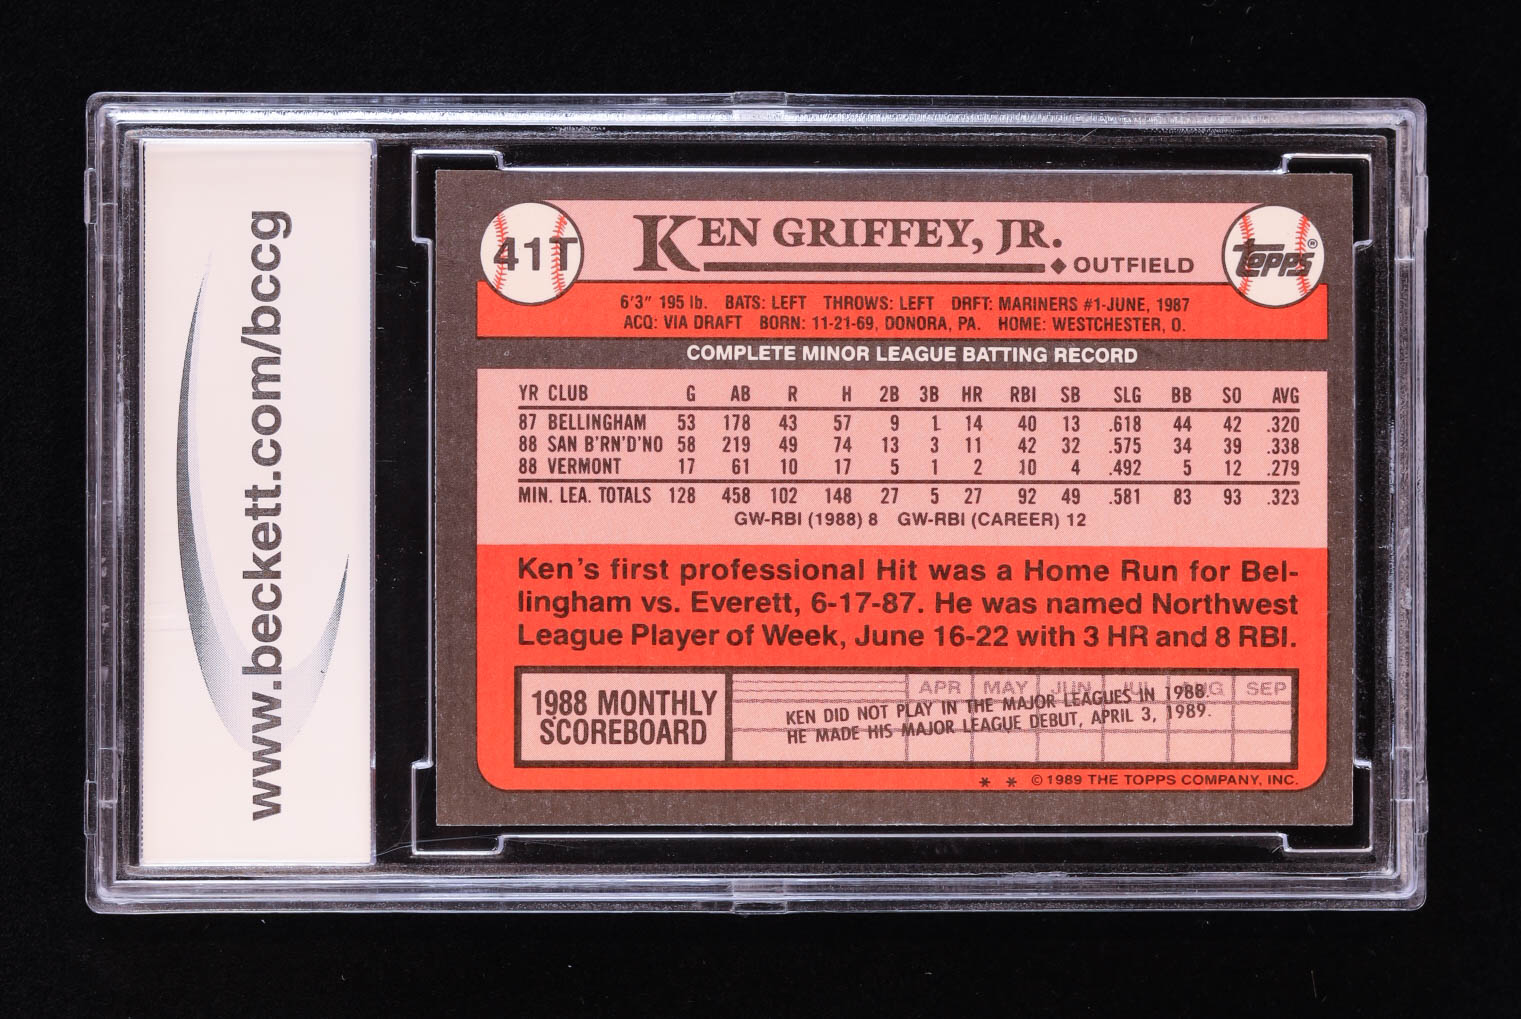 www.beckett.com/bccg
41T
KEN GRIFFEY, JR.
◆ OUTFIELD
TOPPS®
6'3" 195 lb. BATS: LEFT THROWS: LEFT DRFT: MARINERS #1-JUNE, 1987
ACQ: VIA DRAFT BORN: 11-21-69, DONORA, PA. HOME: WESTCHESTER, O.
COMPLETE MINOR LEAGUE BATTING RECORD
YR CLUB G AB R H 2B 3B HR RBI SB SLG BB SO AVG
87 BELLINGHAM 53 178 43 57 9 1 14 40 13 .618 44 42 .320
88 SAN B'RN'D'NO 58 219 49 74 13 3 11 42 32 .575 34 39 .338
88 VERMONT 17 61 10 17 5 1 2 10 4 .492 5 12 .279
MIN. LEA. TOTALS 128 458 102 148 27 5 27 92 49 .581 83 93 .323
GW-RBI (1988) 8 GW-RBI (CAREER) 12
Ken's first professional Hit was a Home Run for Bel-
lingham vs. Everett, 6-17-87. He was named Northwest
League Player of Week, June 16-22 with 3 HR and 8 RBI.
1988 MONTHLY
SCOREBOARD
APR MAY JUN JUL AUG SEP
KEN DID NOT PLAY IN THE MAJOR LEAGUES IN 1988.
HE MADE HIS MAJOR LEAGUE DEBUT, APRIL 3, 1989.
* * © 1989 THE TOPPS COMPANY, INC.